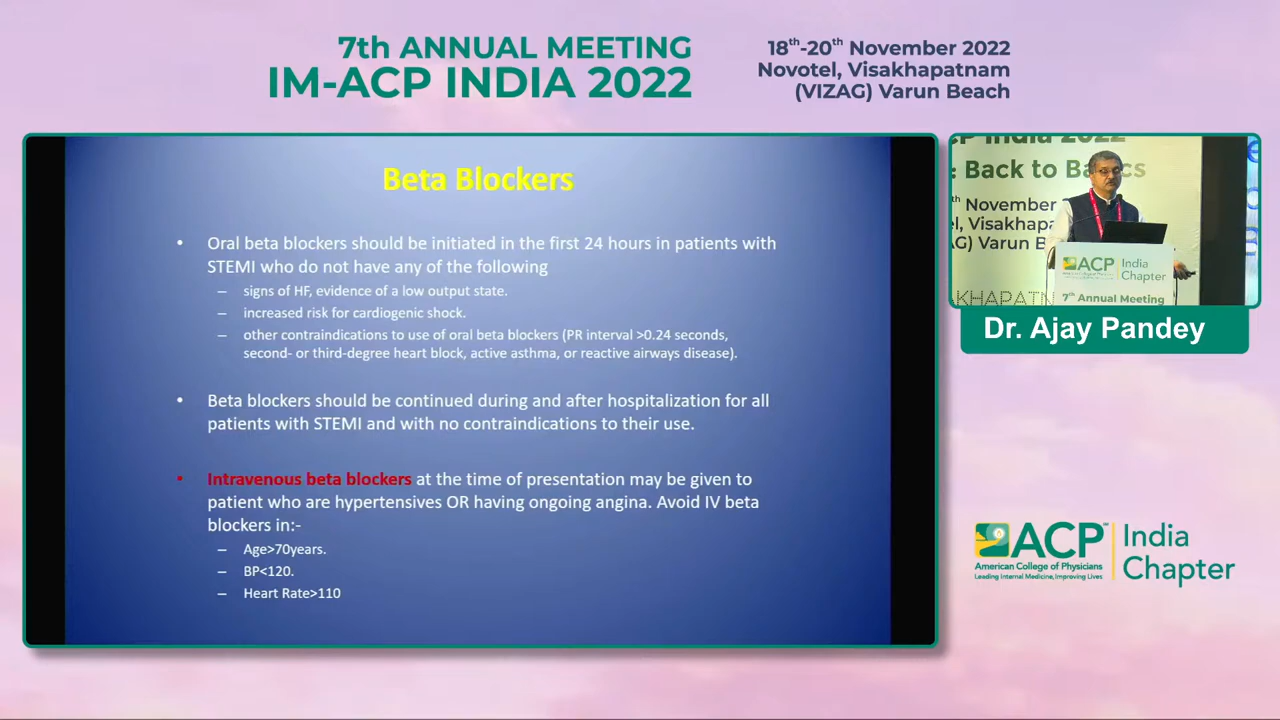 7th ANNUAL MEETING
IM-ACP INDIA 2022
18th-20th November 2022
Novotel, Visakhapatnam
(VIZAG) Varun Beach
Beta Blockers
• Oral beta blockers should be initiated in the first 24 hours in patients with
STEMI who do not have any of the following
– signs of HF, evidence of a low output state.
– increased risk for cardiogenic shock.
– other contraindications to use of oral beta blockers (PR interval >0.24 seconds,
second- or third-degree heart block, active asthma, or reactive airways disease).
• Beta blockers should be continued during and after hospitalization for all
patients with STEMI and with no contraindications to their use.
• Intravenous beta blockers at the time of presentation may be given to
patient who are hypertensives OR having ongoing angina. Avoid IV beta
blockers in:-
– Age>70years.
– BP<120.
– Heart Rate>110
India 2022
: Back to Ba cs
th November
Visakhapa
Varun B
ACP India
Chapter
7th Annual Meeting
AKHAPATN
Dr. Ajay Pandey
ACP
American College of Physicians
Leading Internal Medicine, Improving Lives
India
Chapter